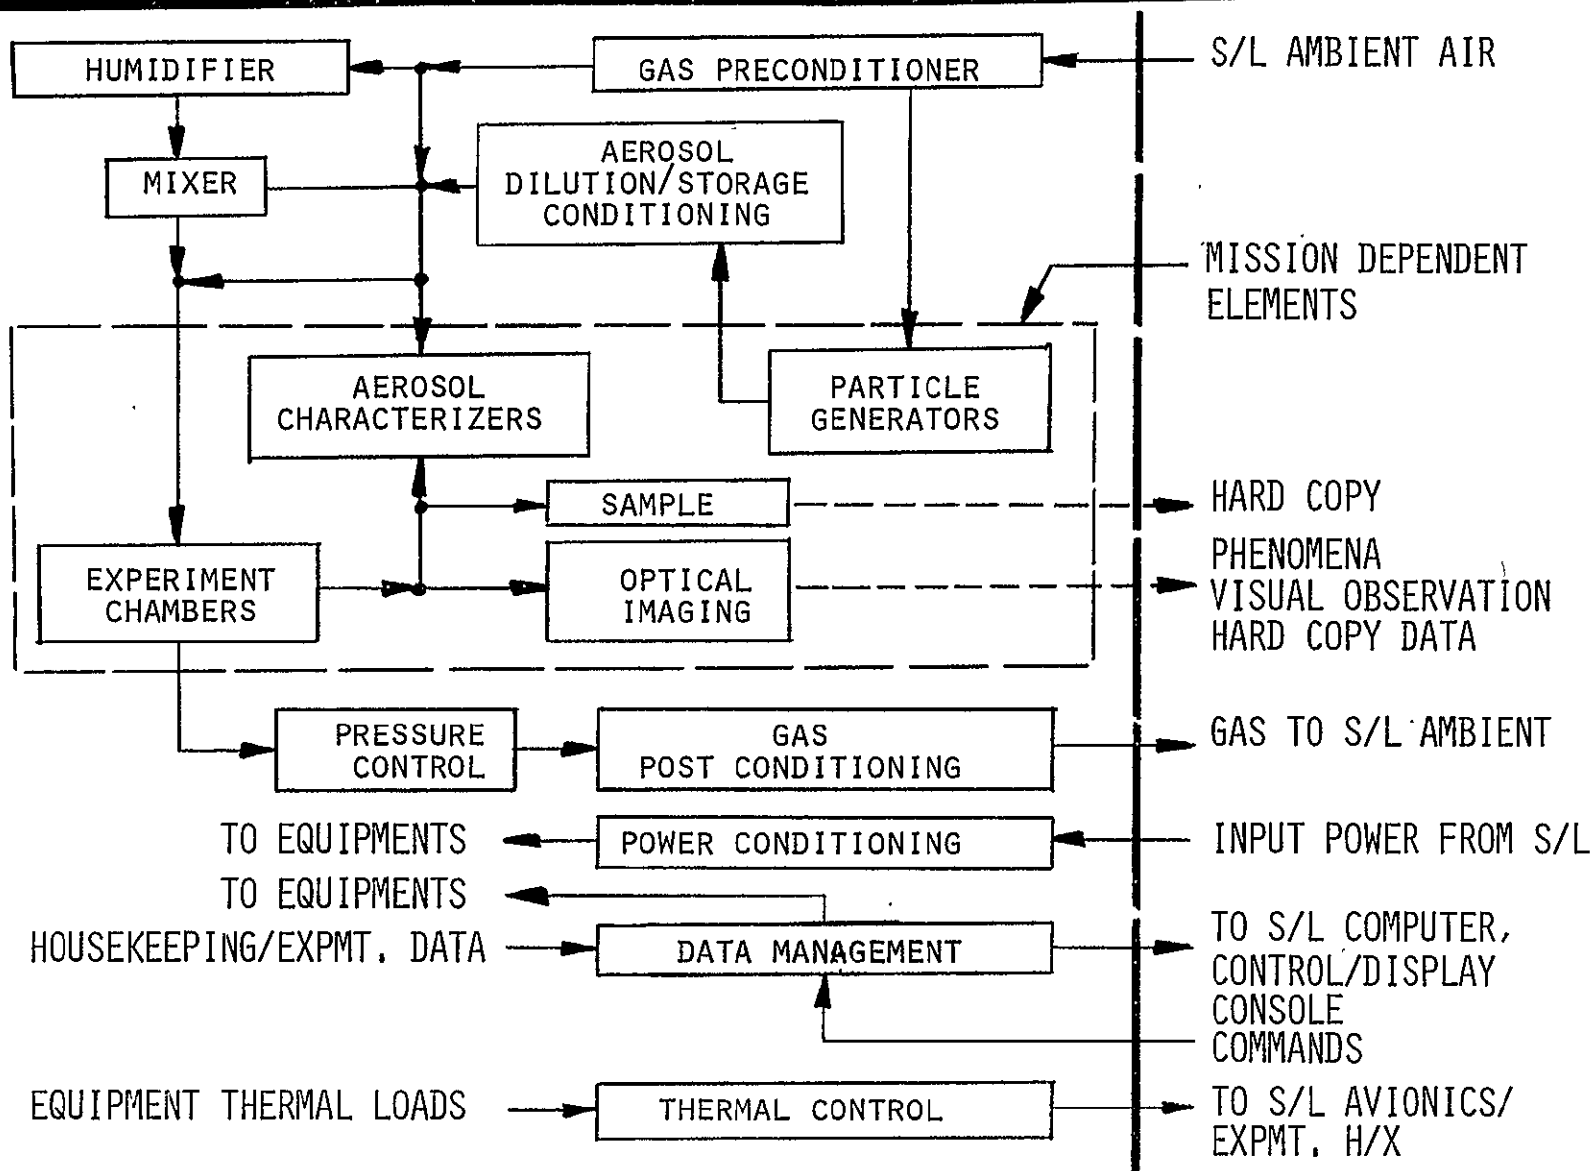 HUMIDIFIER
GAS PRECONDITIONER
S/L AMBIENT AIR
AEROSOL
DILUTION/STORAGE
CONDITIONING
MIXER
MISSION DEPENDENT
ELEMENTS
AEROSOL
CHARACTERIZERS
PARTICLE
GENERATORS
SAMPLE
HARD COPY
EXPERIMENT
CHAMBERS
OPTICAL
IMAGING
PHENOMENA
VISUAL OBSERVATION
HARD COPY DATA
PRESSURE
CONTROL
GAS
POST CONDITIONING
GAS TO S/L AMBIENT
TO EQUIPMENTS
POWER CONDITIONING
INPUT POWER FROM S/L
TO EQUIPMENTS
HOUSEKEEPING/EXPMT. DATA
DATA MANAGEMENT
TO S/L COMPUTER,
CONTROL/DISPLAY
CONSOLE
COMMANDS
EQUIPMENT THERMAL LOADS
THERMAL CONTROL
TO S/L AVIONICS/
EXPMT. H/X